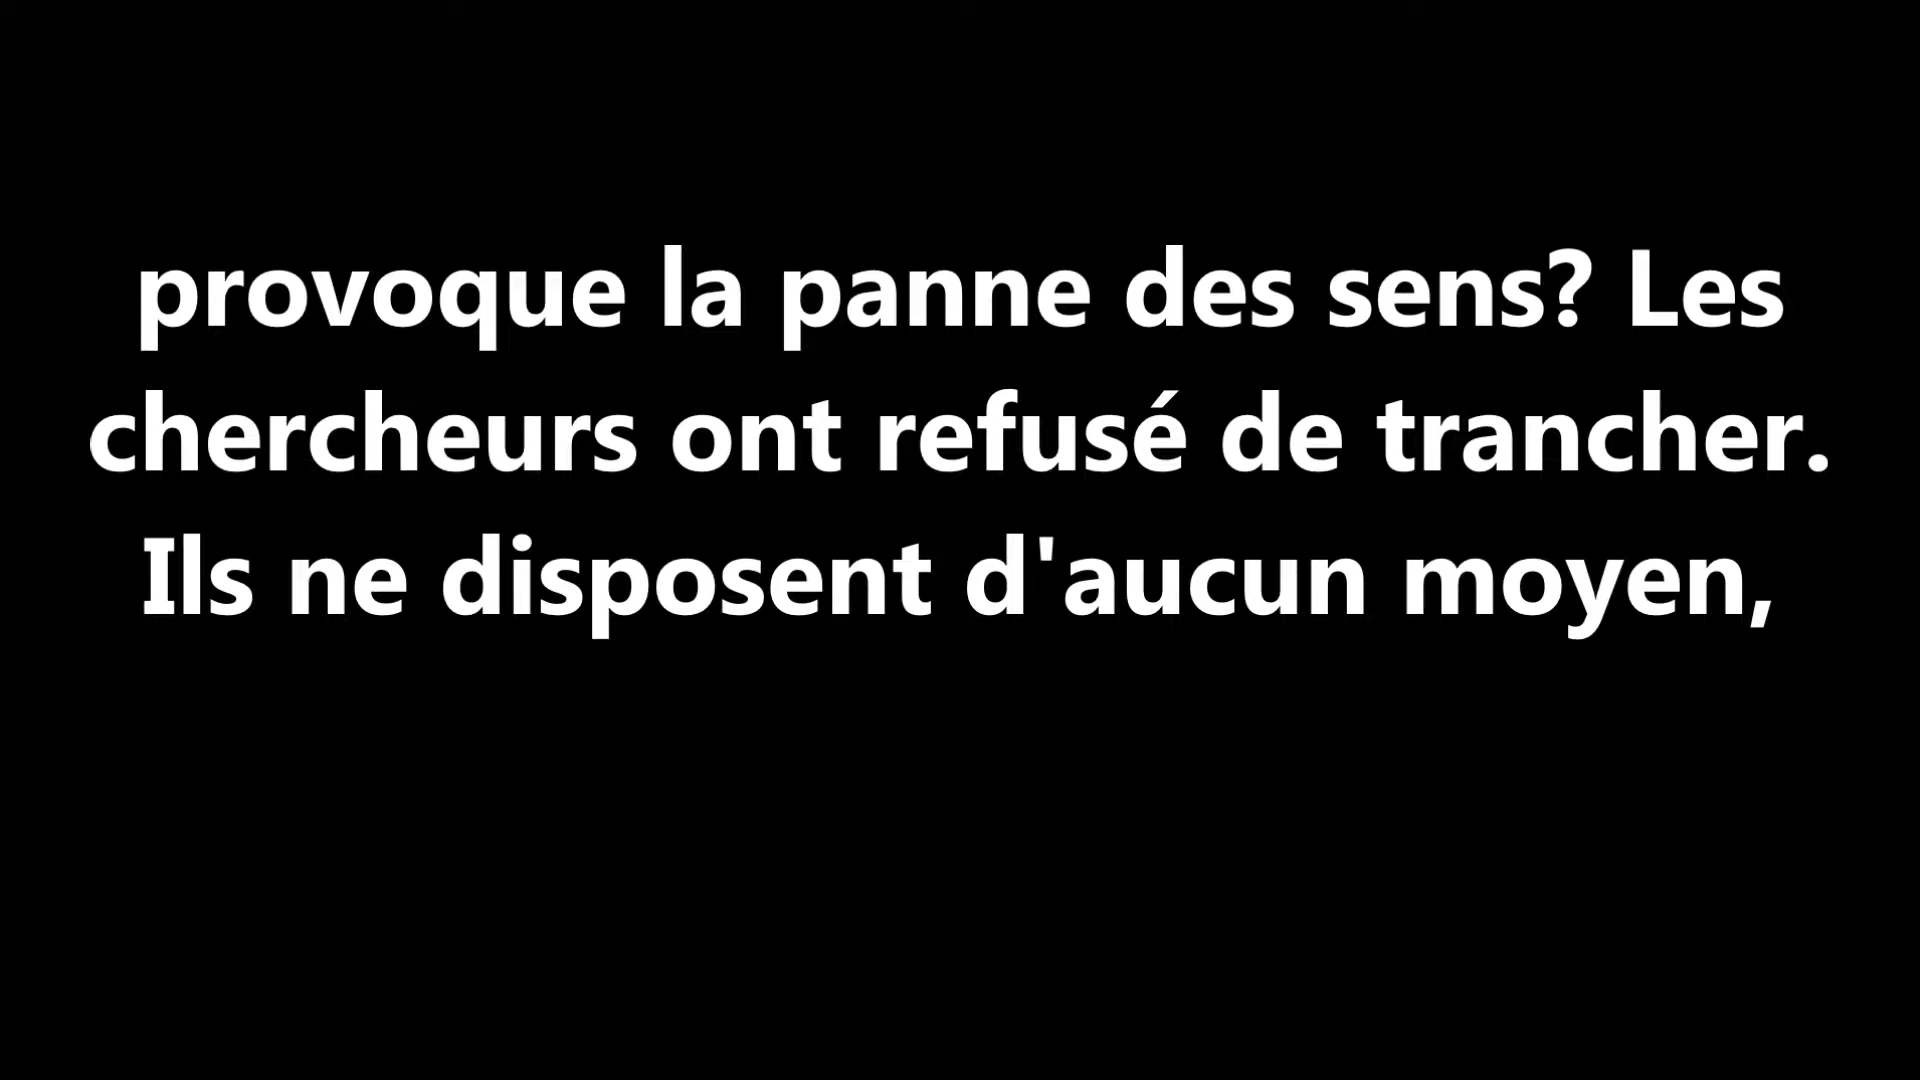 provoque la panne des sens? Les
chercheurs ont refusé de trancher.
Ils ne disposent d'aucun moyen,